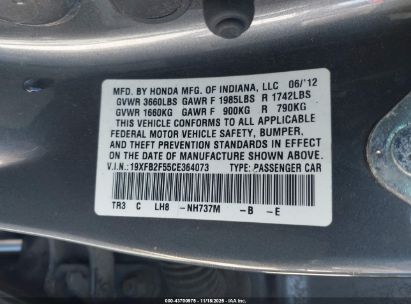 MFD. BY HONDA MFG. OF INDIANA, LLC 06/'12
GVWR 3660LBS GAWR F 1985LBS R 1742LBS
GVWR 1660KG GAWR F 900KG R 790KG
THIS VEHICLE CONFORMS TO ALL APPLICABLE
FEDERAL MOTOR VEHICLE SAFETY, BUMPER,
AND THEFT PREVENTION STANDARDS IN EFFECT
ON THE DATE OF MANUFACTURE SHOWN ABOVE.
V.I.N.: 19XFB2F55CE364073 TYPE: PASSENGER CAR
TR3 C LH8 -NH737M -B -E